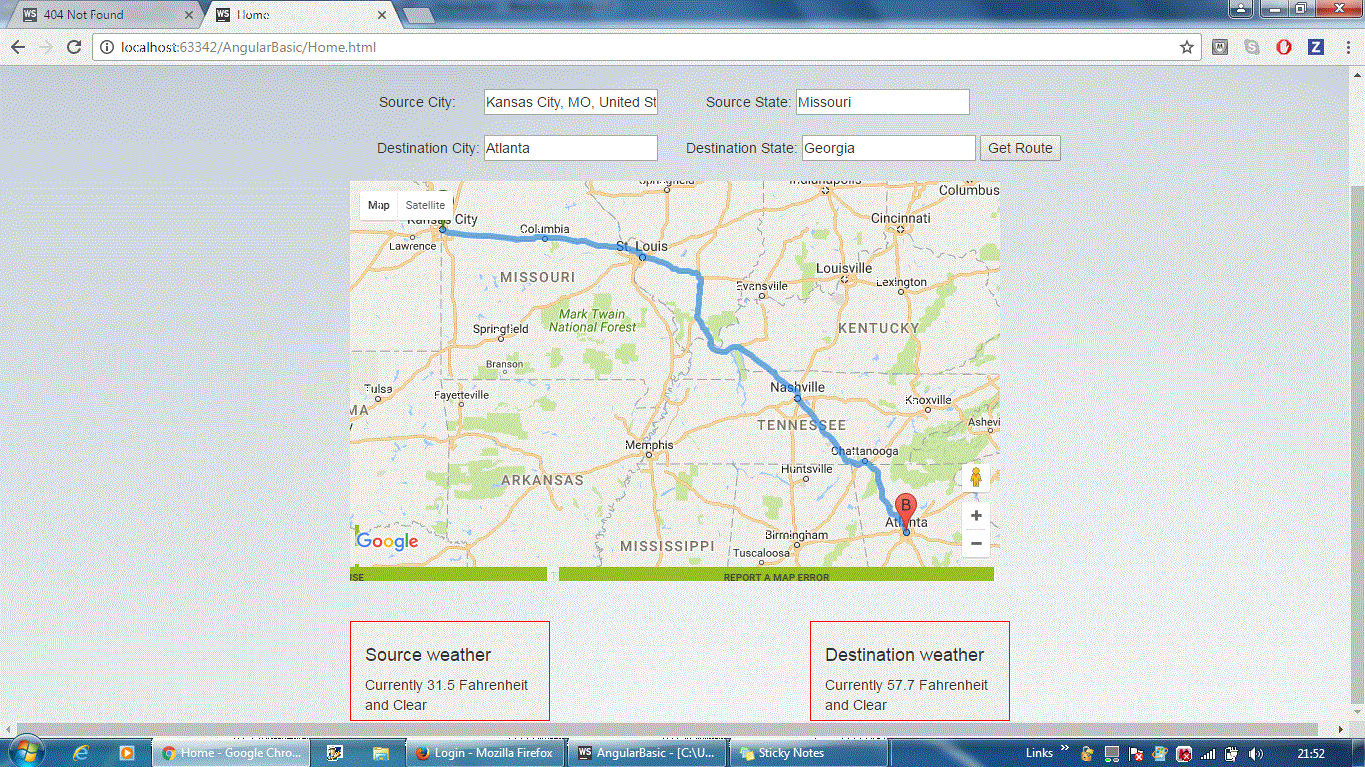 404 Not Found
Home
localhost:63342/AngularBasic/Home.html
Source City: Kansas City, MO, United St Source State: Missouri
Destination City: Atlanta Destination State: Georgia Get Route
Map Satellite
Springfield
Indianapolis
Columbus
Kansas City
Columbia
Cincinnati
Lawrence
St. Louis
MISSOURI
Louisville
Evansville
Lexington
Mark Twain
National Forest
Springfield
KENTUCKY
Branson
Tulsa
Nashville
Fayetteville
Knoxville
MA
TENNESSEE
Ashevi
Memphis
Chattanooga
Huntsville
ARKANSAS
B
Atlanta
Google
Birmingham
MISSISSIPPI
Tuscaloosa
REPORT A MAP ERROR
Source weather
Currently 31.5 Fahrenheit
and Clear
Destination weather
Currently 57.7 Fahrenheit
and Clear
Home - Google Chro...
Login - Mozilla Firefox
WS AngularBasic - [C:\U...
Sticky Notes
Links
21:52